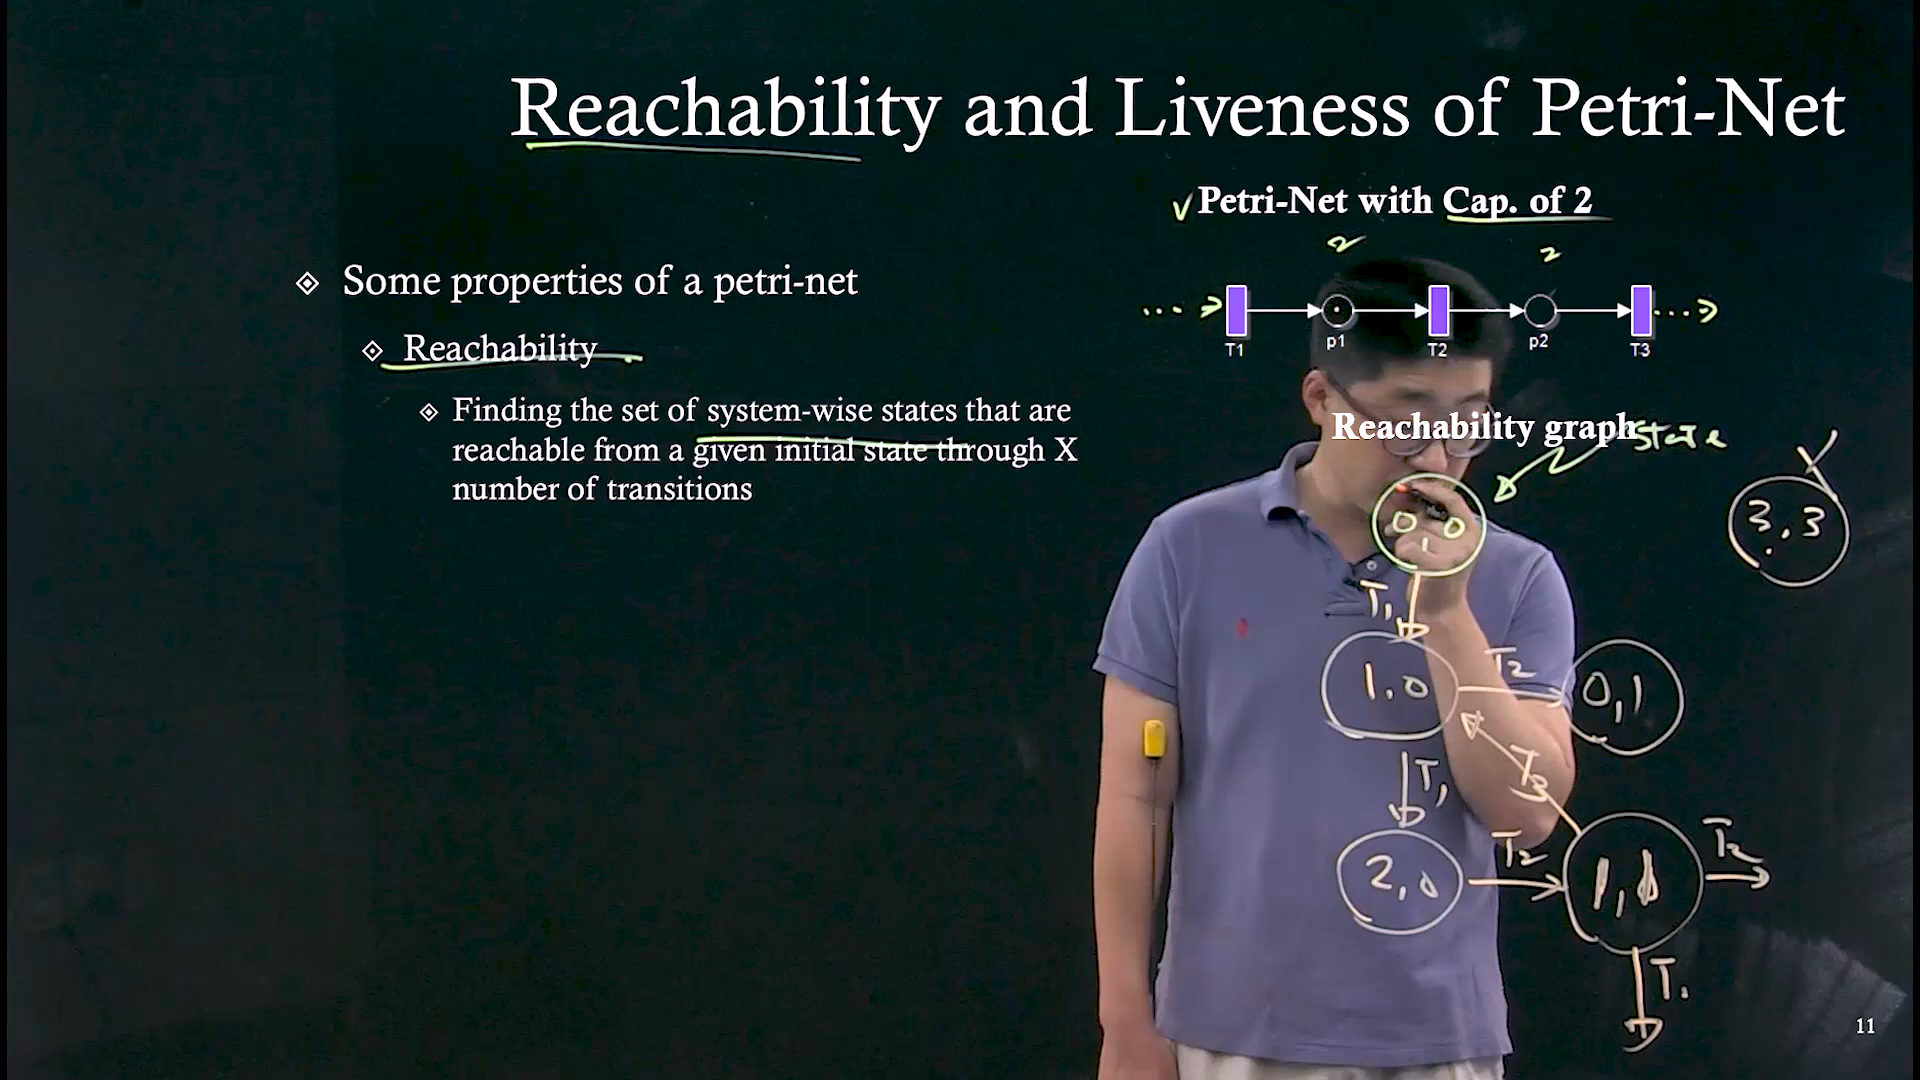 Reachability and Liveness of Petri-Net
✓ Petri-Net with Cap. of 2
2 2
T1 p1 T2 p2 T3
Some properties of a petri-net
Reachability
Finding the set of system-wise states that are
reachable from a given initial state through X
number of transitions
Reachability graph
State
0, 0
3, 3
T1
1, 0
T2
0, 1
T1
T3
2, 0
T2
T2
T1
11